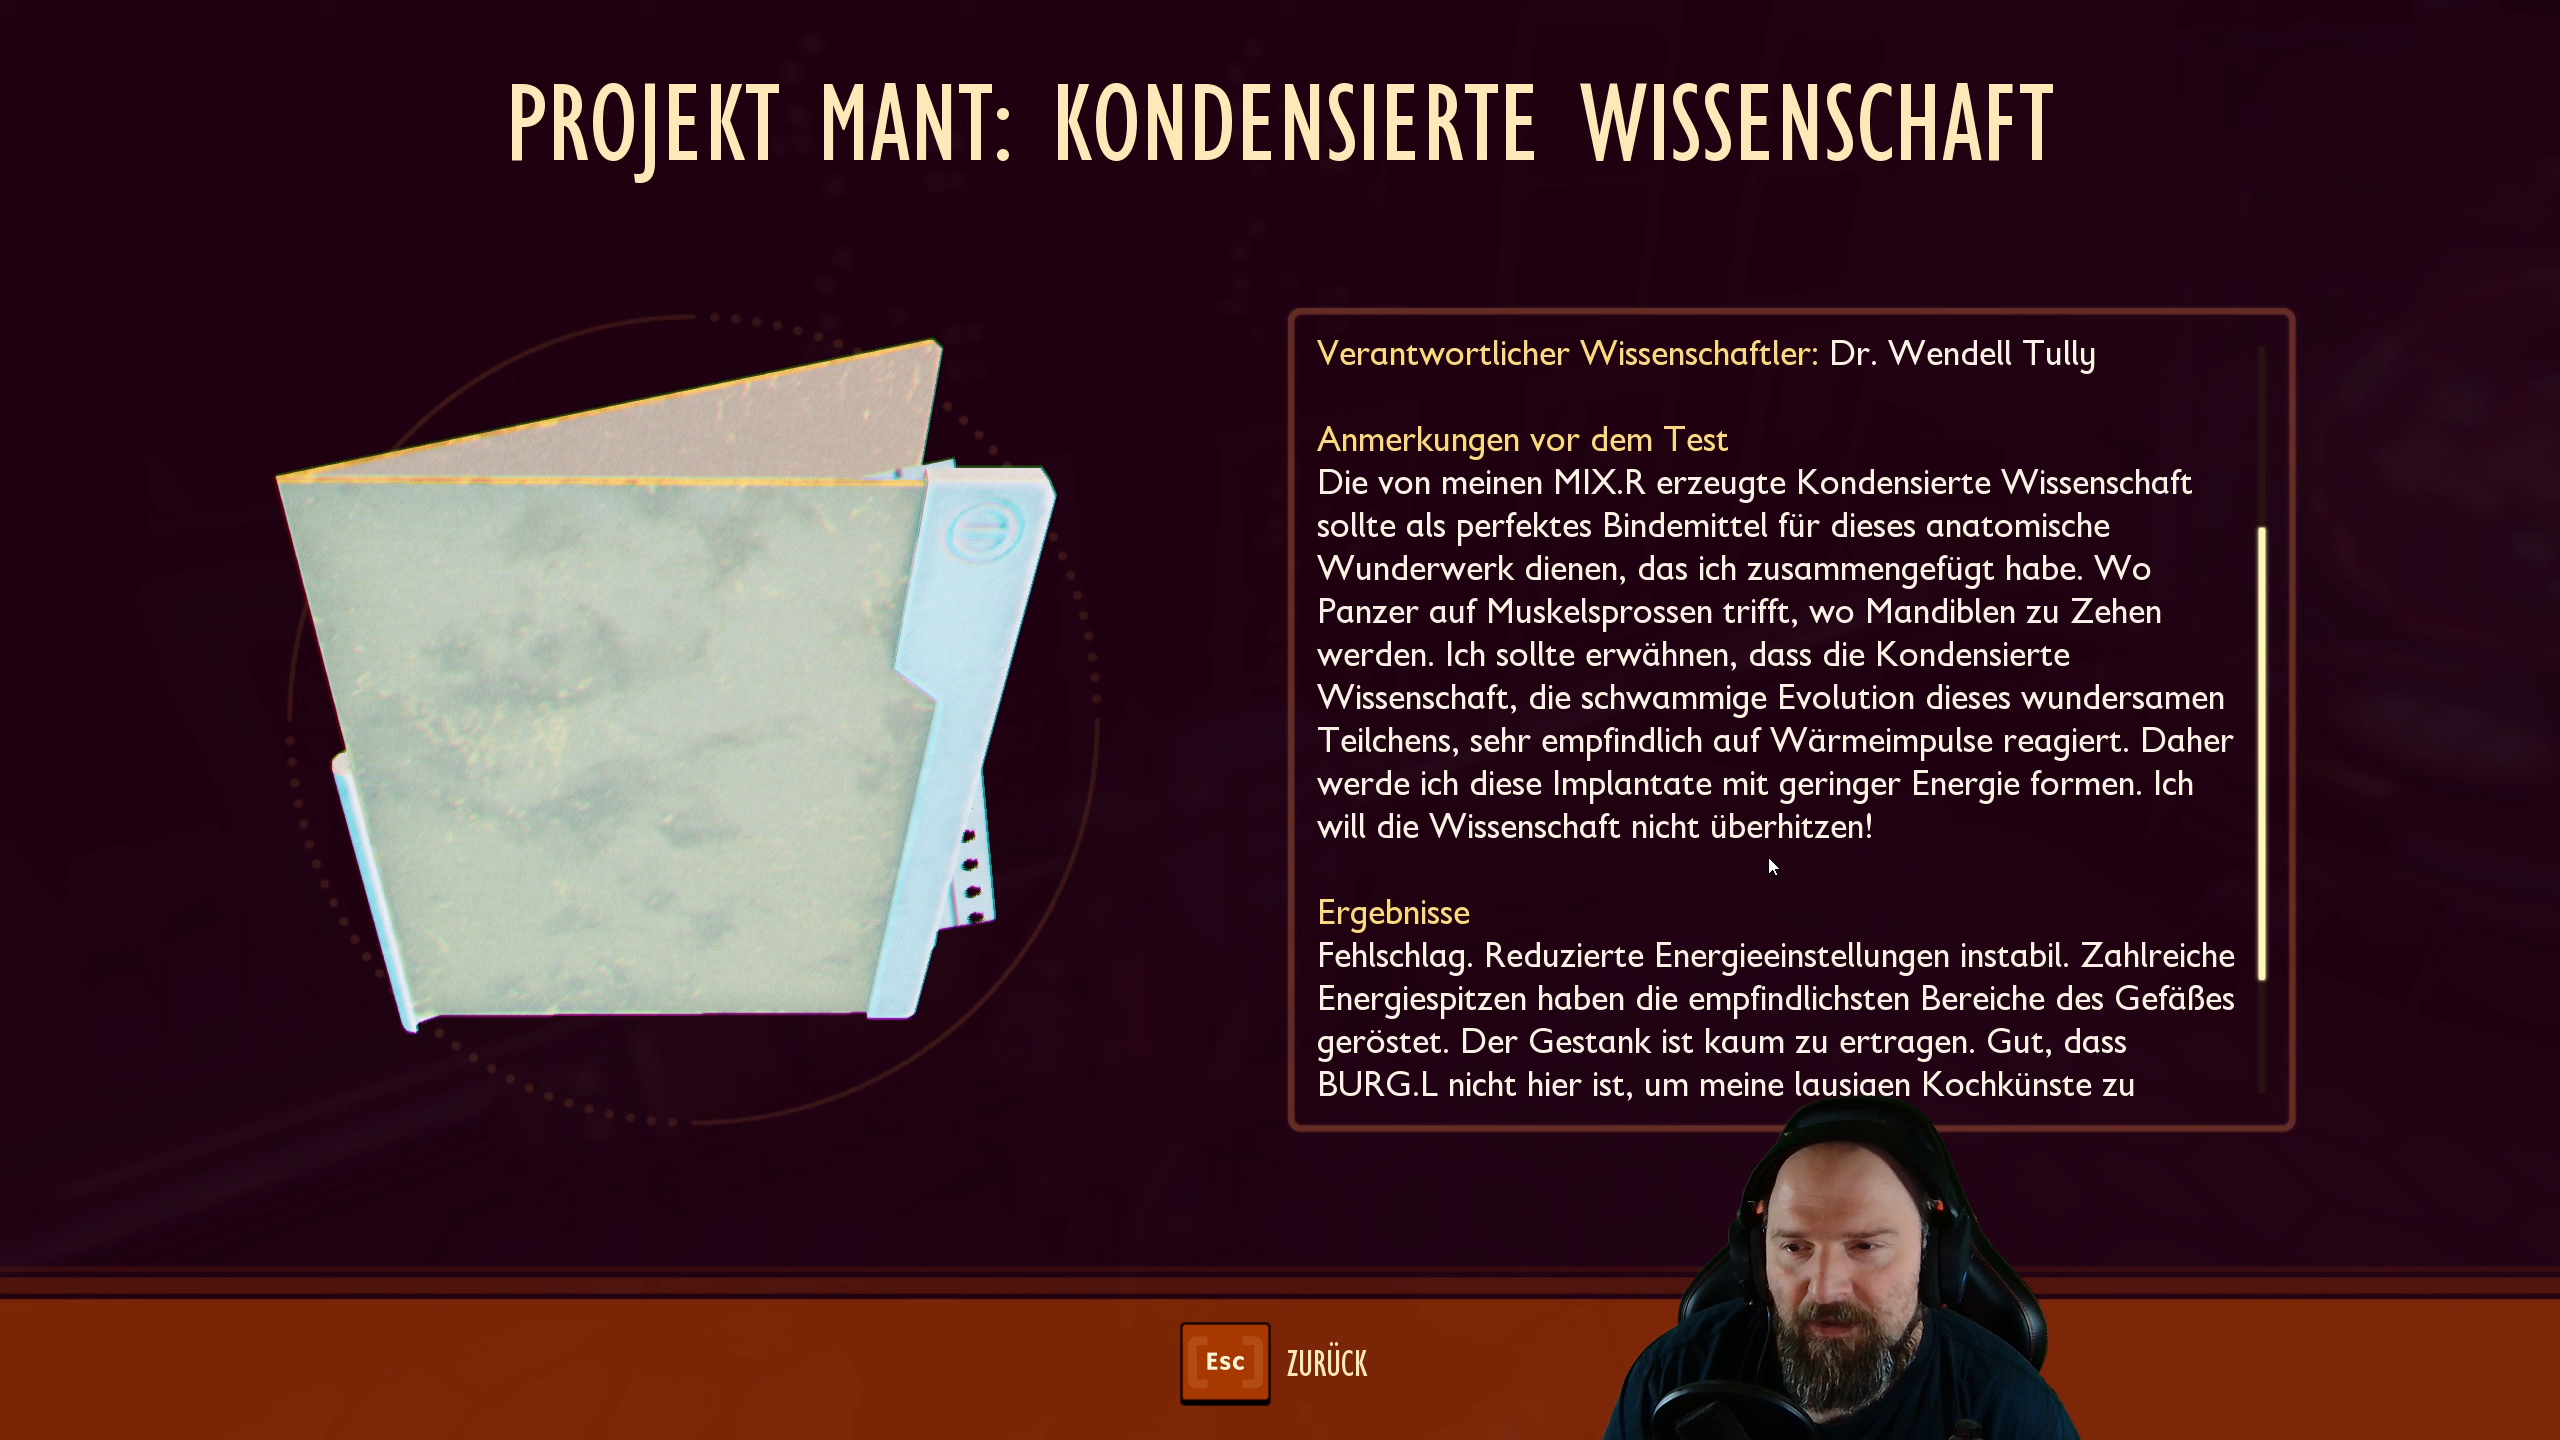 PROJEKT MANT: KONDENSIERTE WISSENSCHAFT
Verantwortlicher Wissenschaftler: Dr. Wendell Tully
Anmerkungen vor dem Test
Die von meinen MIX.R erzeugte Kondensierte Wissenschaft
sollte als perfektes Bindemittel für dieses anatomische
Wunderwerk dienen, das ich zusammengefügt habe. Wo
Panzer auf Muskelsprossen trifft, wo Mandiblen zu Zehen
werden. Ich sollte erwähnen, dass die Kondensierte
Wissenschaft, die schwammige Evolution dieses wundersamen
Teilchens, sehr empfindlich auf Wärmeimpulse reagiert. Daher
werde ich diese Implantate mit geringer Energie formen. Ich
will die Wissenschaft nicht überhitzen!
Ergebnisse
Fehlschlag. Reduzierte Energieeinstellungen instabil. Zahlreiche
Energiespitzen haben die empfindlichsten Bereiche des Gefäßes
geröstet. Der Gestank ist kaum zu ertragen. Gut, dass
BURG.L nicht hier ist, um meine lausigen Kochkünste zu
Esc ZURÜCK